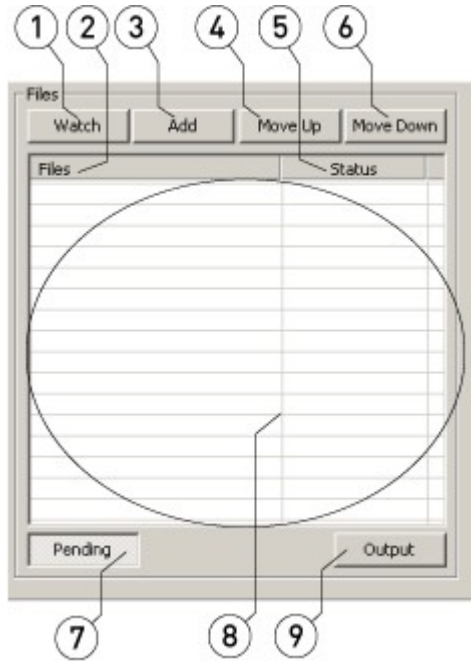 1 2 3 4 5 6
Files
Watch Add Move Up Move Down
Files Status
Pending Output
7 8 9